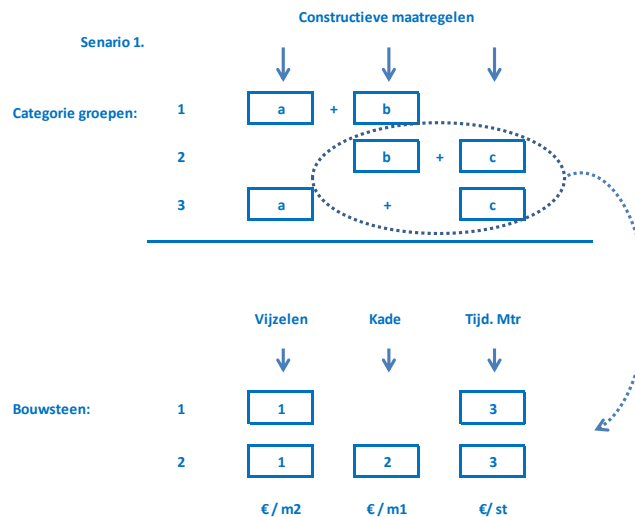 Constructieve maatregelen
Senario 1.
Categorie groepen: 1 a + b
2 b + c
3 a + c
Vijzelen Kade Tijd. Mtr
Bouwsteen: 1 1 3
2 1 2 3
€ / m2 € / m1 €/ st